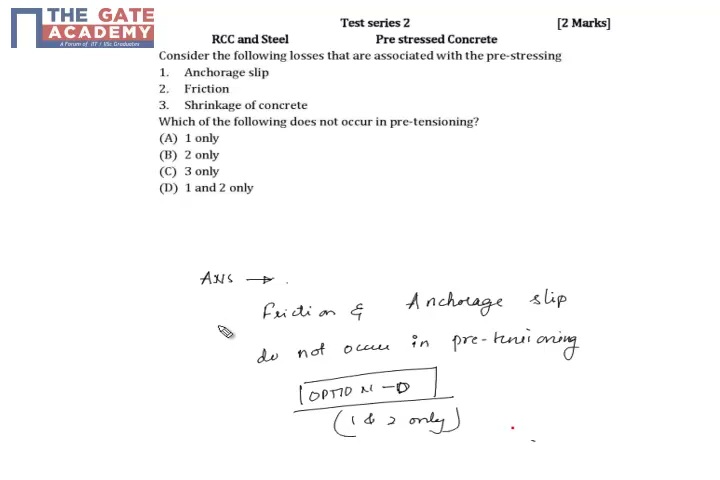 THE GATE
ACADEMY
A Forum of IIT / IISc Graduates
Test series 2 [2 Marks]
RCC and Steel Pre stressed Concrete
Consider the following losses that are associated with the pre-stressing
1. Anchorage slip
2. Friction
3. Shrinkage of concrete
Which of the following does not occur in pre-tensioning?
(A) 1 only
(B) 2 only
(C) 3 only
(D) 1 and 2 only
Ans →
Friction & Anchorage slip
do not occur in pre-tensioning
OPTION - D
(1 & 2 only)